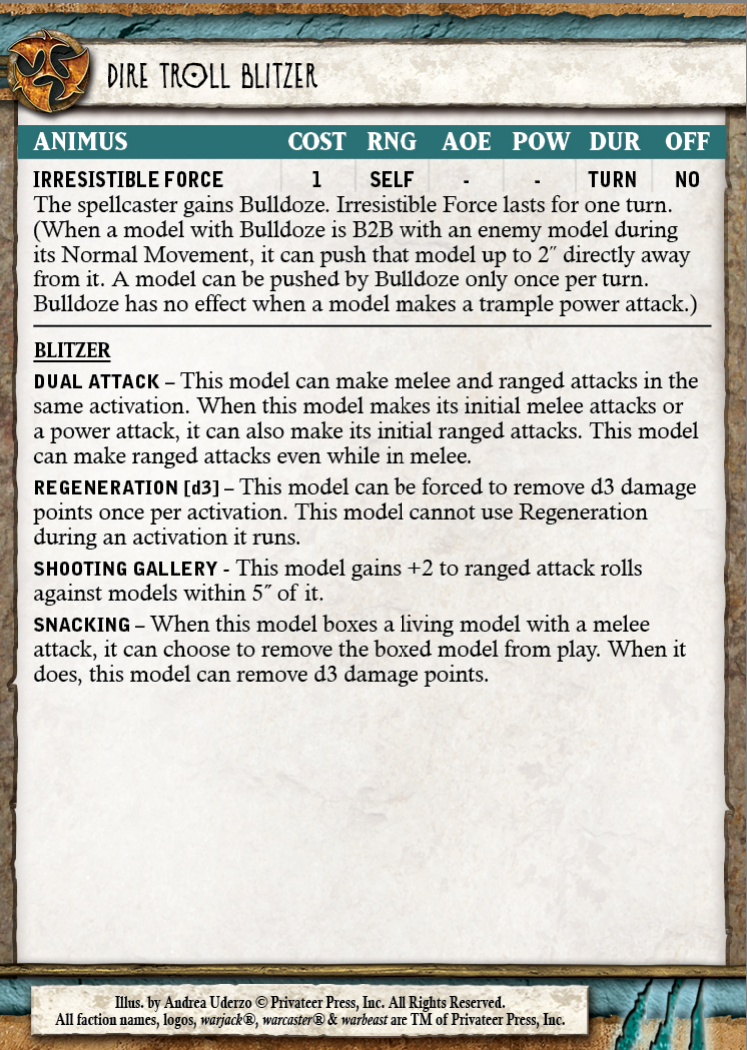 DIRE TROLL BLITZER
ANIMUS COST RNG AOE POW DUR OFF
IRRESISTIBLE FORCE 1 SELF - - TURN NO
The spellcaster gains Bulldoze. Irresistible Force lasts for one turn.
(When a model with Bulldoze is B2B with an enemy model during
its Normal Movement, it can push that model up to 2˝ directly away
from it. A model can be pushed by Bulldoze only once per turn.
Bulldoze has no effect when a model makes a trample power attack.)
BLITZER
DUAL ATTACK – This model can make melee and ranged attacks in the
same activation. When this model makes its initial melee attacks or
a power attack, it can also make its initial ranged attacks. This model
can make ranged attacks even while in melee.
REGENERATION [d3] – This model can be forced to remove d3 damage
points once per activation. This model cannot use Regeneration
during an activation it runs.
SHOOTING GALLERY - This model gains +2 to ranged attack rolls
against models within 5˝ of it.
SNACKING – When this model boxes a living model with a melee
attack, it can choose to remove the boxed model from play. When it
does, this model can remove d3 damage points.
Illus. by Andrea Uderzo © Privateer Press, Inc. All Rights Reserved.
All faction names, logos, warjack®, warcaster® & warbeast are TM of Privateer Press, Inc.